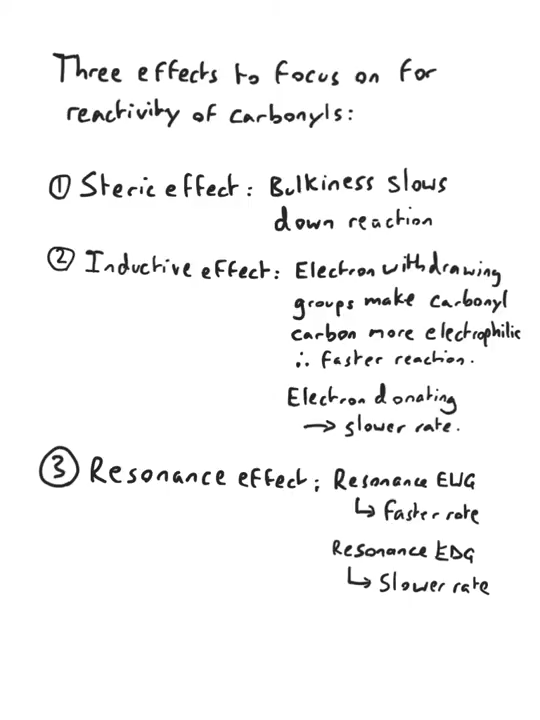 Three effects to focus on for
reactivity of carbonyls:
① Steric effect: Bulkiness slows
down reaction
② Inductive effect: Electron withdrawing
groups make carbonyl
carbon more electrophilic
∴ faster reaction.
Electron donating
→ slower rate.
③ Resonance effect: Resonance EWG
↳ faster rate
Resonance EDG
↳ slower rate